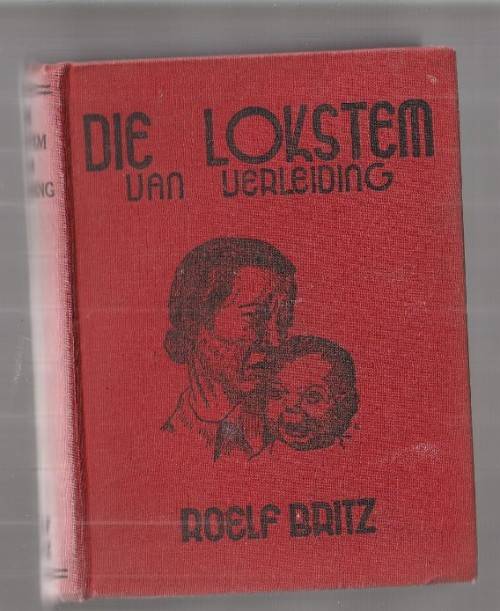 DIE LOKSTEM
VAN VERLEIDING
ROELF BRITZ